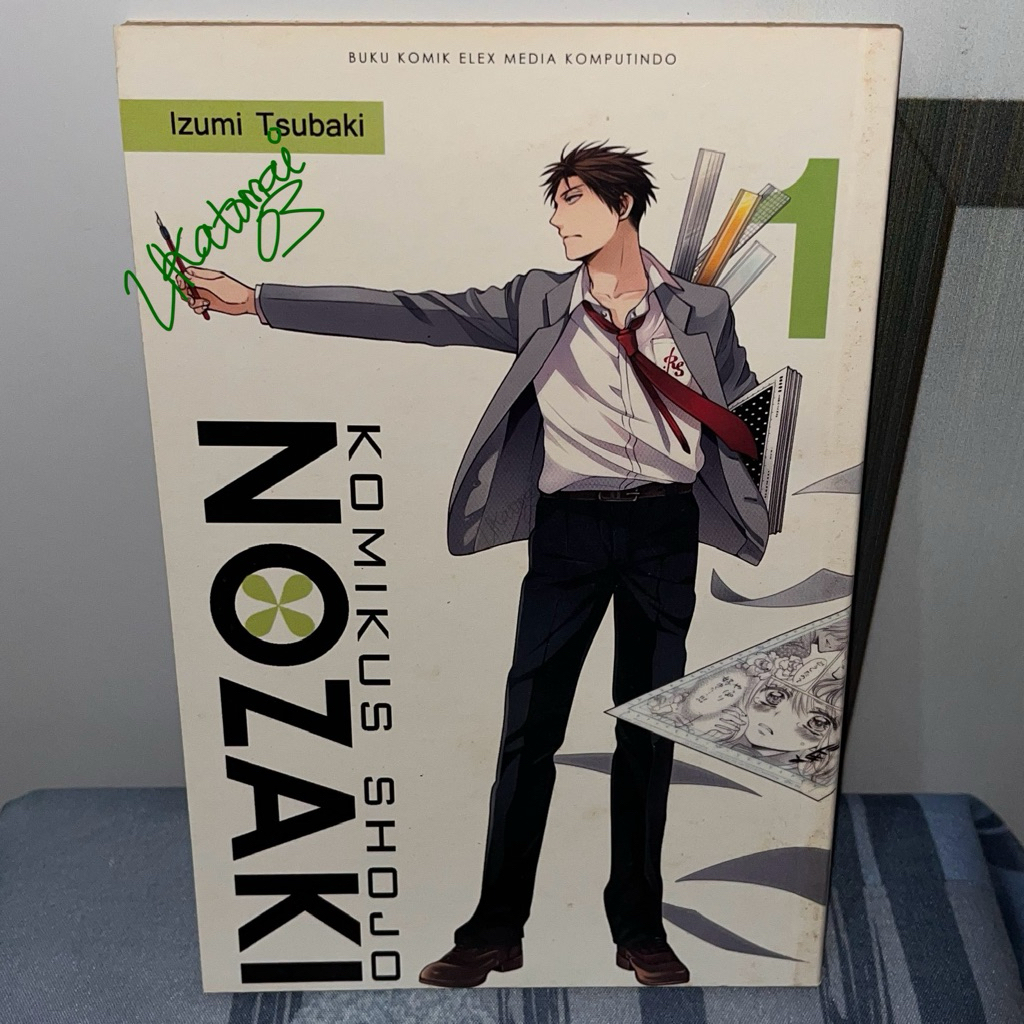 BUKU KOMIK ELEX MEDIA KOMPUTINDO
Izumi Tsubaki
1
KOMIKUS SHOJO
NOZAKI